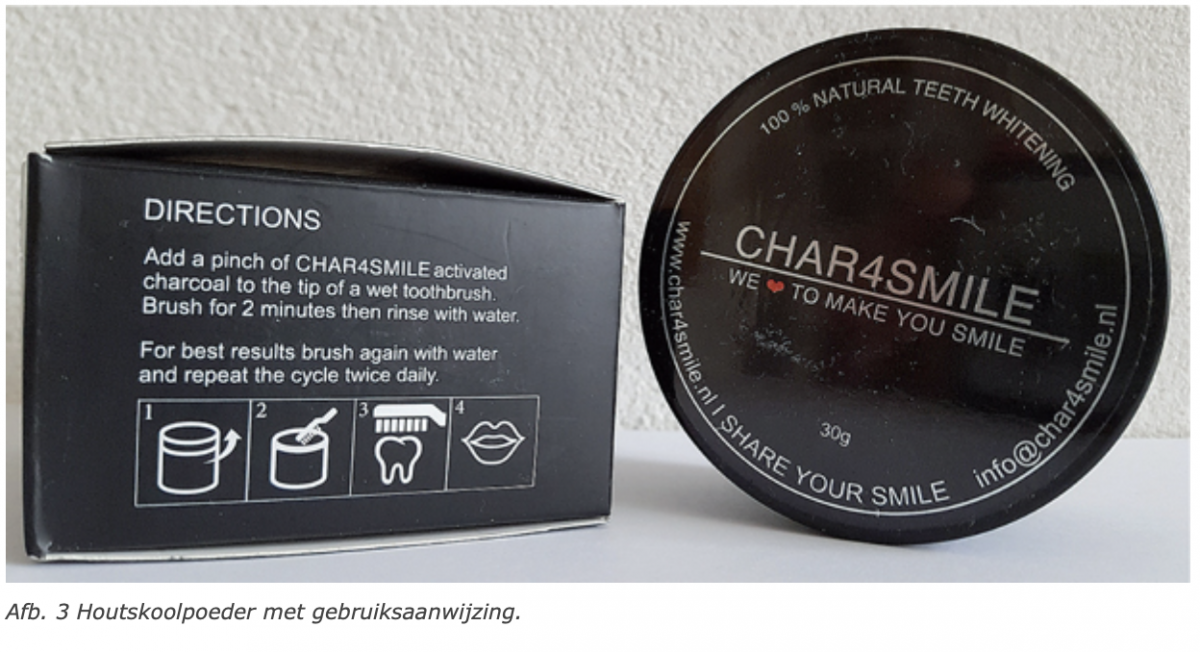 DIRECTIONS
Add a pinch of CHAR4SMILE activated
charcoal to the tip of a wet toothbrush.
Brush for 2 minutes then rinse with water.
For best results brush again with water
and repeat the cycle twice daily.
1 2 3 4
100 % NATURAL TEETH WHITENING
CHAR4SMILE
WE ❤ TO MAKE YOU SMILE
30g
www.char4smile.nl I SHARE YOUR SMILE
info@char4smile.nl
Afb. 3 Houtskoolpoeder met gebruiksaanwijzing.